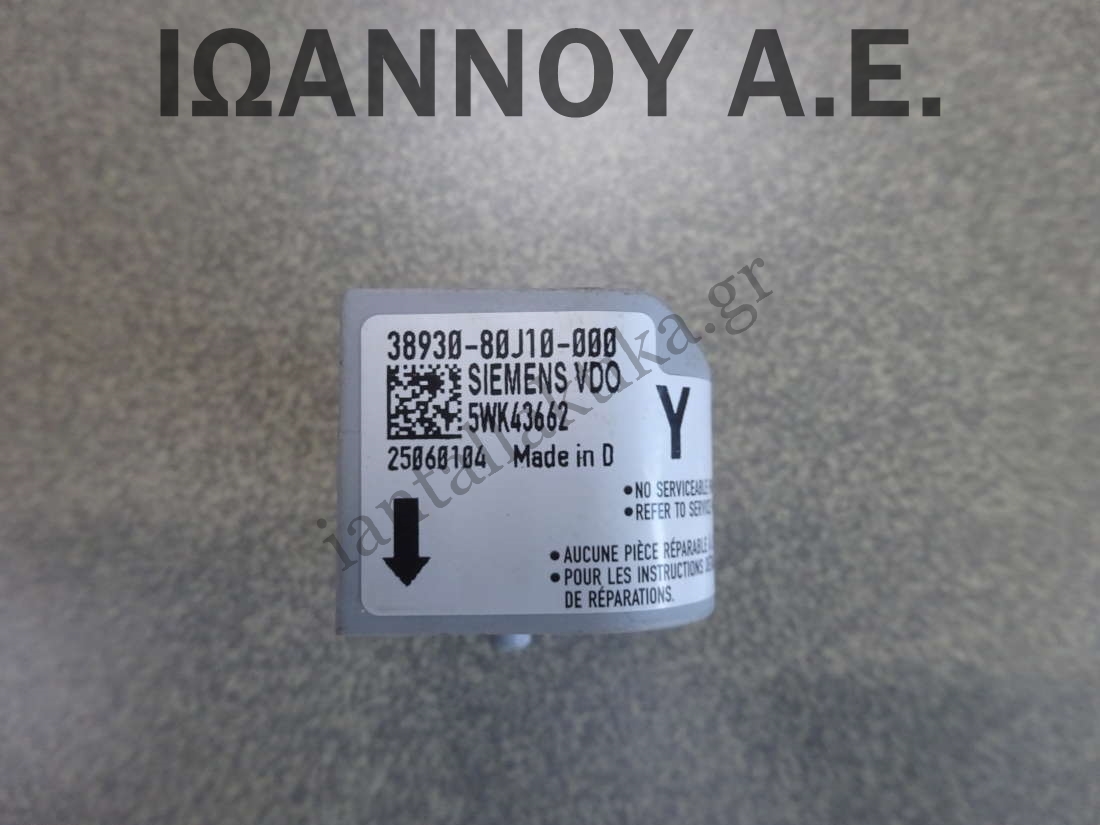 ΙΩΑΝΝΟΥ Α.Ε.
iantallaktika.gr
38930-80J10-000
SIEMENS VDO
5WK43662
25060104 Made in D
Y
•NO SERVICEABLE
•REFER TO
•AUCUNE PIÈCE RÉPARABLE
•POUR LES INSTRUCTIONS
DE RÉPARATIONS.